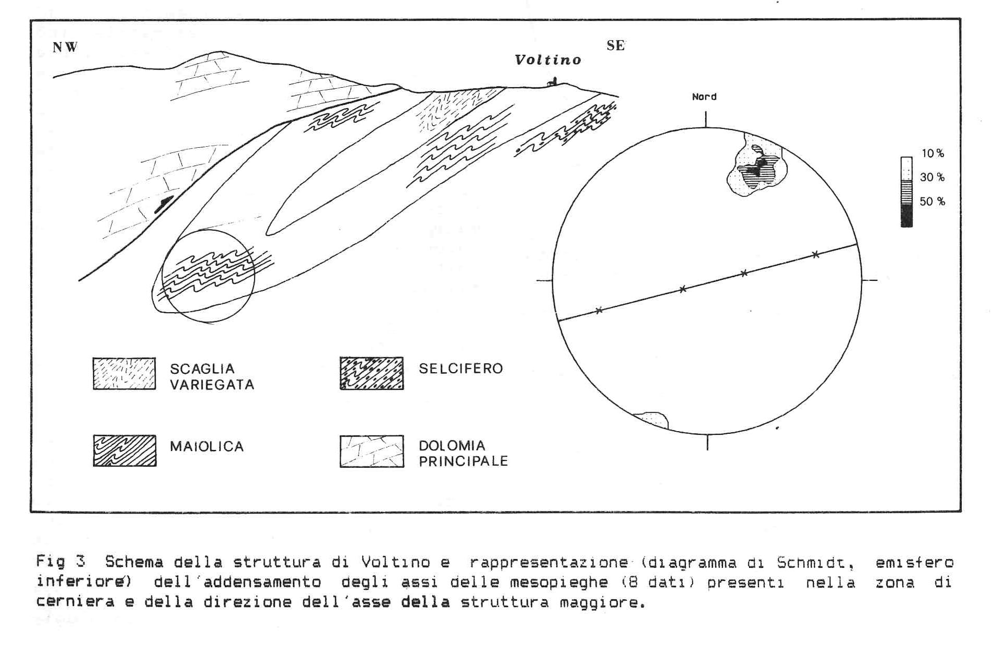 NW
SE
Voltino
Nord
10%
30%
50%
SCAGLIA
VARIEGATA
SELCIFERO
MAIOLICA
DOLOMIA
PRINCIPALE
Fig 3 Schema della struttura di Voltino e rappresentazione (diagramma di Schmidt, emisfero
inferiore) dell'addensamento degli assi delle mesopieghe (8 dati) presenti nella zona di
cerniera e della direzione dell'asse della struttura maggiore.